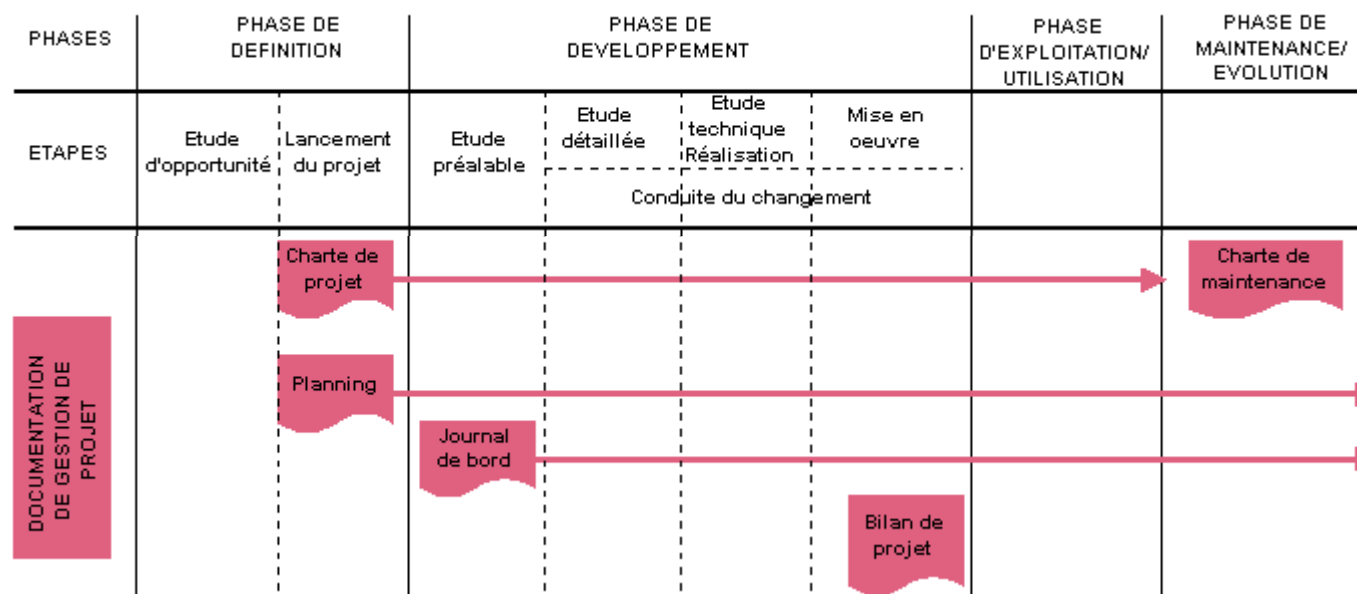 PHASES
PHASE DE
DEFINITION
PHASE DE
DEVELOPPEMENT
PHASE
D'EXPLOITATION/
UTILISATION
PHASE DE
MAINTENANCE/
EVOLUTION
ETAPES
Etude
d'opportunité
Lancement
du projet
Etude
préalable
Etude
détaillée
Etude
technique
Réalisation
Mise en
oeuvre
Conduite du changement
DOCUMENTATION
DE GESTION DE
PROJET
Charte de
projet
Charte de
maintenance
Planning
Journal
de bord
Bilan de
projet